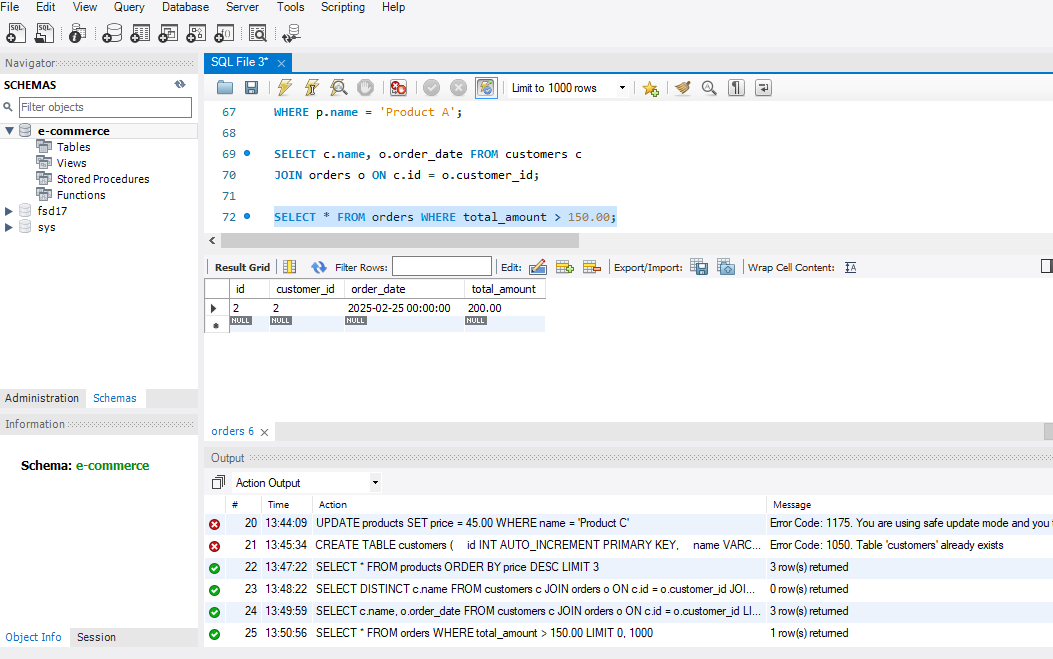 File Edit View Query Database Server Tools Scripting Help
Navigator
SCHEMAS
Filter objects
e-commerce
Tables
Views
Stored Procedures
Functions
fsd17
sys
Administration Schemas
Information
Schema: e-commerce
Object Info Session
SQL File 3*
Limit to 1000 rows
67 WHERE p.name = 'Product A';
68
69 SELECT c.name, o.order_date FROM customers c
70 JOIN orders o ON c.id = o.customer_id;
71
72 SELECT * FROM orders WHERE total_amount > 150.00;
Result Grid Filter Rows: Edit: Export/Import: Wrap Cell Content:
id customer_id order_date total_amount
2 2 2025-02-25 00:00:00 200.00
NULL NULL NULL NULL
orders 6
Output
Action Output
# Time Action Message
20 13:44:09 UPDATE products SET price = 45.00 WHERE name = 'Product C' Error Code: 1175. You are using safe update mode and you
21 13:45:34 CREATE TABLE customers ( id INT AUTO_INCREMENT PRIMARY KEY, name VARC... Error Code: 1050. Table 'customers' already exists
22 13:47:22 SELECT * FROM products ORDER BY price DESC LIMIT 3 3 row(s) returned
23 13:48:22 SELECT DISTINCT c.name FROM customers c JOIN orders o ON c.id = o.customer_id JOI... 0 row(s) returned
24 13:49:59 SELECT c.name, o.order_date FROM customers c JOIN orders o ON c.id = o.customer_id LI... 3 row(s) returned
25 13:50:56 SELECT * FROM orders WHERE total_amount > 150.00 LIMIT 0, 1000 1 row(s) returned